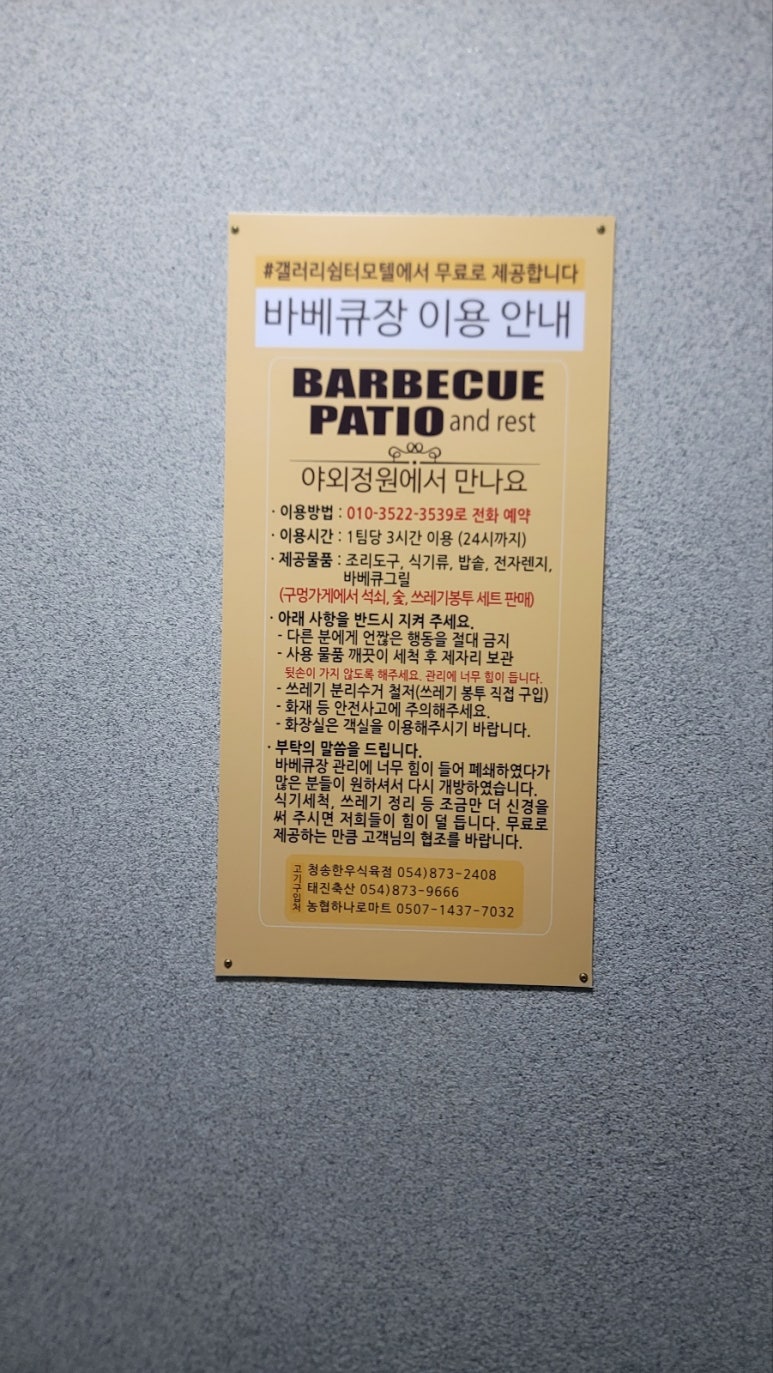 #갤러리쉼터모텔에서 무료로 제공합니다
바베큐장 이용 안내
BARBECUE
PATIO and rest
야외정원에서 만나요
· 이용방법 : 010-3522-3539로 전화 예약
· 이용시간 : 1팀당 3시간 이용 (24시까지)
· 제공물품 : 조리도구, 식기류, 밥솥, 전자렌지,
바베큐그릴
(구멍가게에서 석쇠, 숯, 쓰레기봉투 세트 판매)
· 아래 사항을 반드시 지켜 주세요.
- 다른 분에게 언짢은 행동을 절대 금지
- 사용 물품 깨끗이 세척 후 제자리 보관
뒷손이 가지 않도록 해주세요. 관리에 너무 힘이 듭니다.
- 쓰레기 분리수거 철저(쓰레기 봉투 직접 구입)
- 화재 등 안전사고에 주의해주세요.
- 화장실은 객실을 이용해주시기 바랍니다.
· 부탁의 말씀을 드립니다.
바베큐장 관리에 너무 힘이 들어 폐쇄하였다가
많은 분들이 원하셔서 다시 개방하였습니다.
식기세척, 쓰레기 정리 등 조금만 더 신경을
써 주시면 저희들이 힘이 덜 듭니다. 무료로
제공하는 만큼 고객님의 협조를 바랍니다.
고기구입처
청송한우식육점 054)873-2408
태진축산 054)873-9666
농협하나로마트 0507-1437-7032